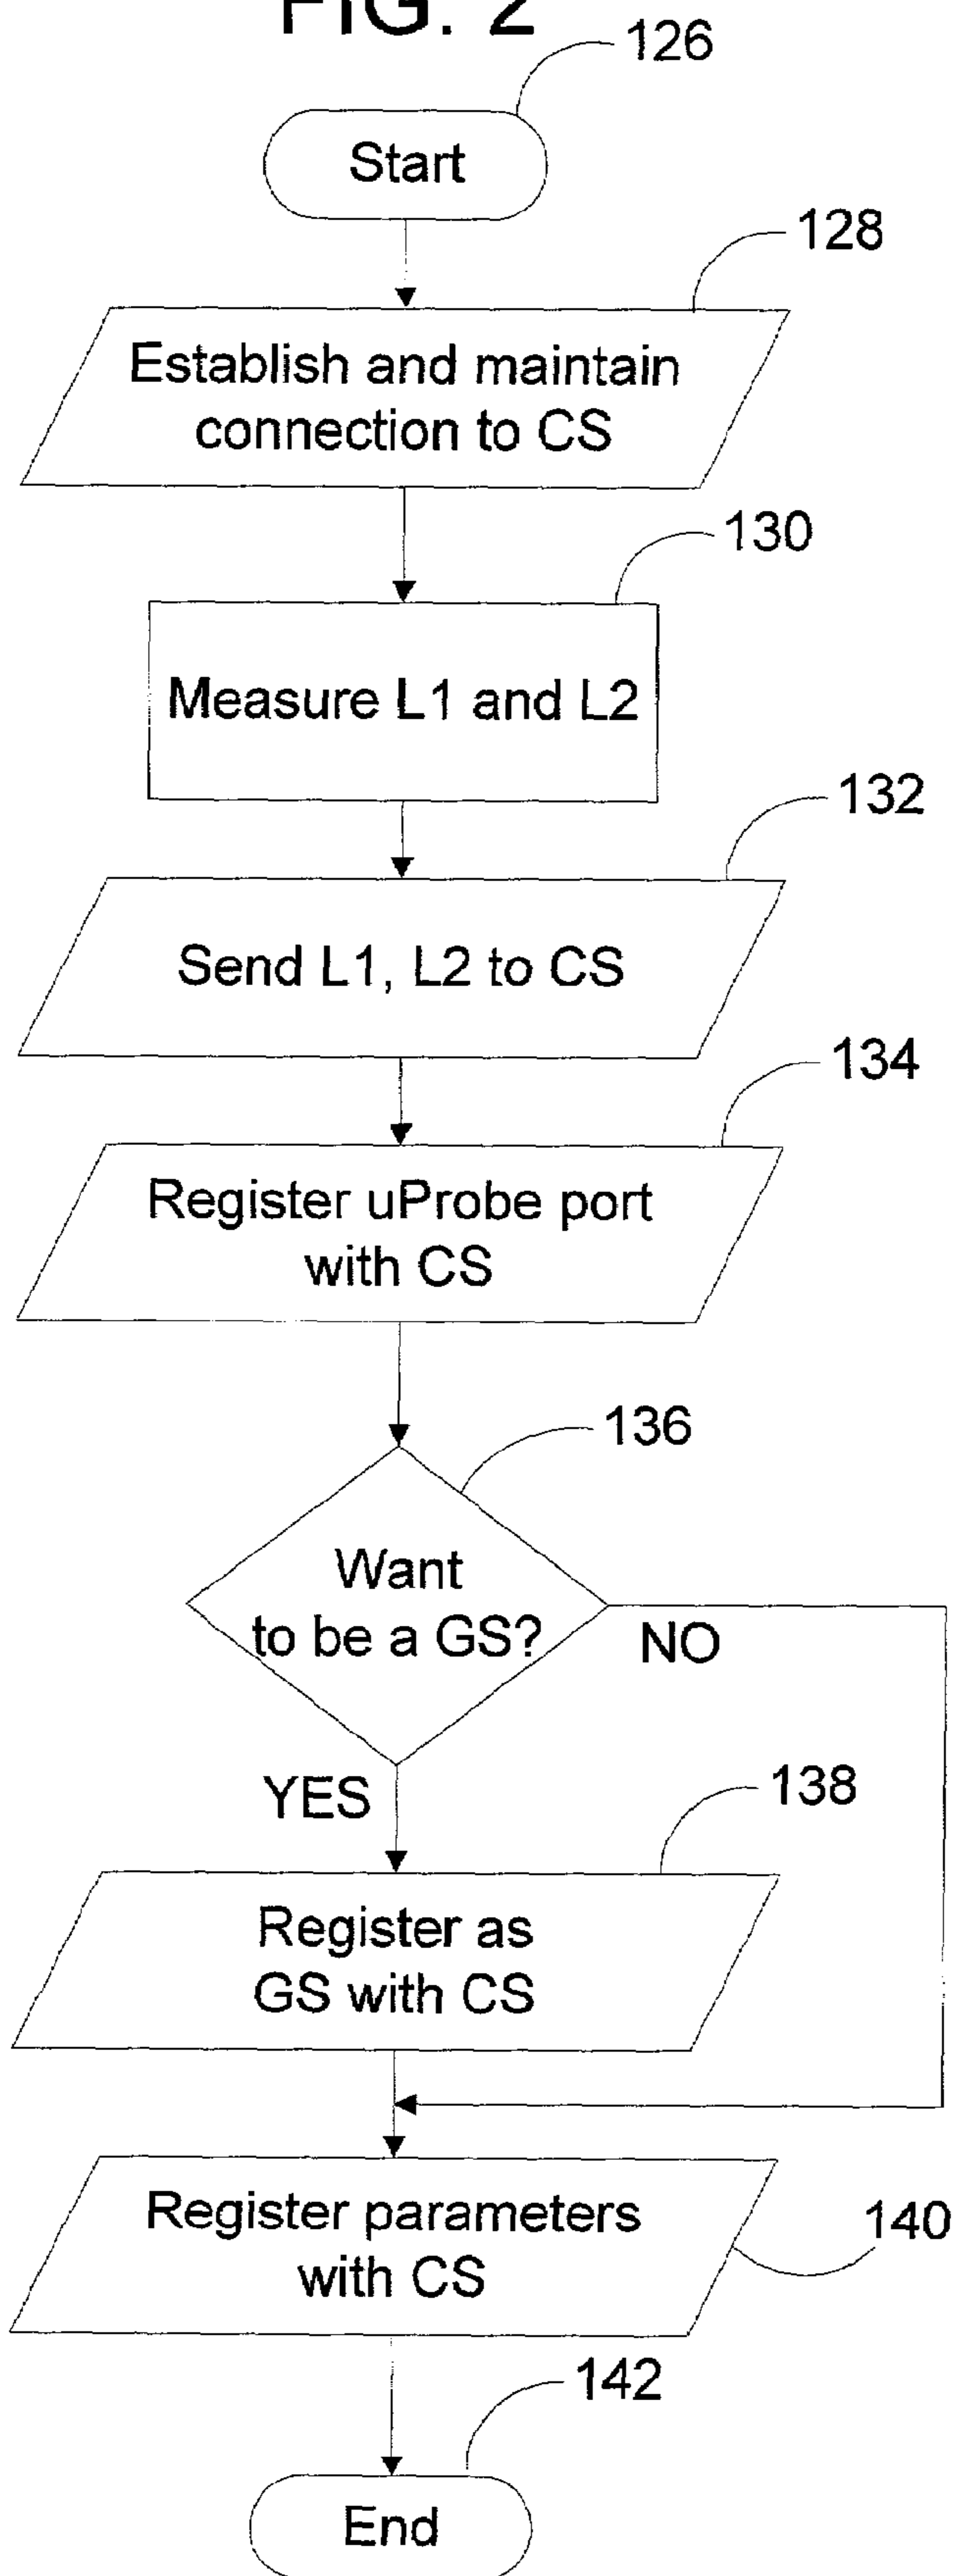 FIG. 2
126
Start
128
Establish and maintain
connection to CS
130
Measure L1 and L2
132
Send L1, L2 to CS
134
Register uProbe port
with CS
136
Want
to be a GS?
NO
YES
138
Register as
GS with CS
Register parameters
with CS
140
142
End